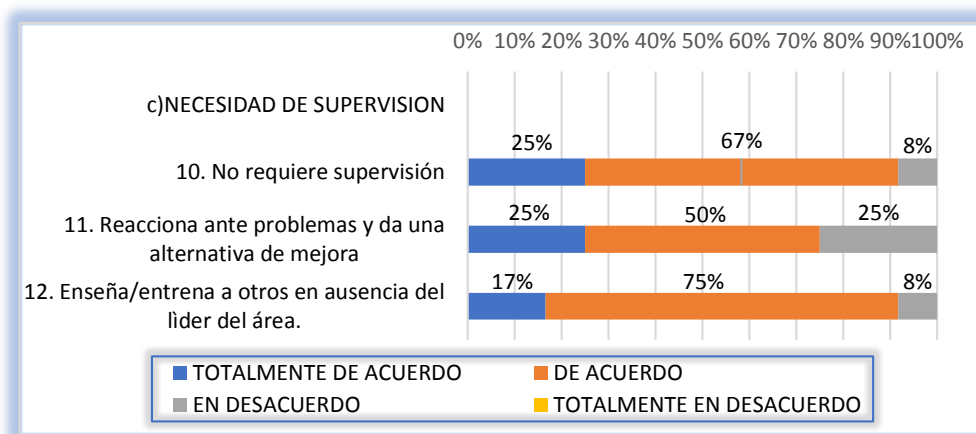 0% 10% 20% 30% 40% 50% 60% 70% 80% 90% 100%
c)NECESIDAD DE SUPERVISION
25% 67% 8%
10. No requiere supervisión
25% 50% 25%
11. Reacciona ante problemas y da una
alternativa de mejora
17% 75% 8%
12. Enseña/entrena a otros en ausencia del
lìder del área.
TOTALMENTE DE ACUERDO DE ACUERDO
EN DESACUERDO TOTALMENTE EN DESACUERDO